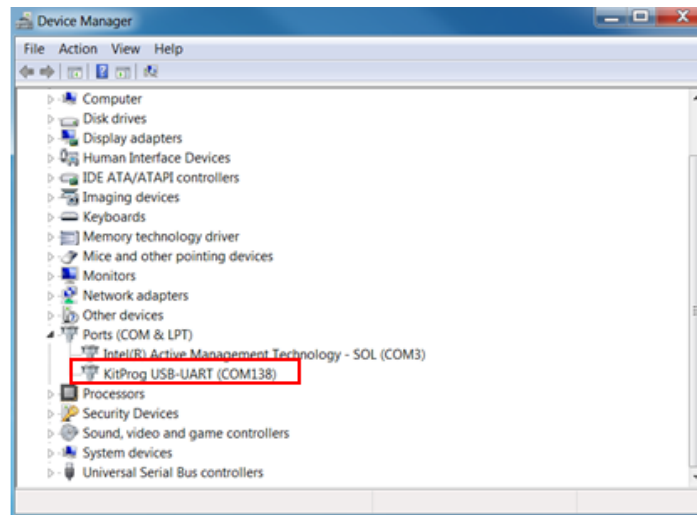 Device Manager
File Action View Help
Computer
Disk drives
Display adapters
Human Interface Devices
IDE ATA/ATAPI controllers
Imaging devices
Keyboards
Memory technology driver
Mice and other pointing devices
Monitors
Network adapters
Other devices
Ports (COM & LPT)
Intel(R) Active Management Technology - SOL (COM3)
KitProg USB-UART (COM138)
Processors
Security Devices
Sound, video and game controllers
System devices
Universal Serial Bus controllers